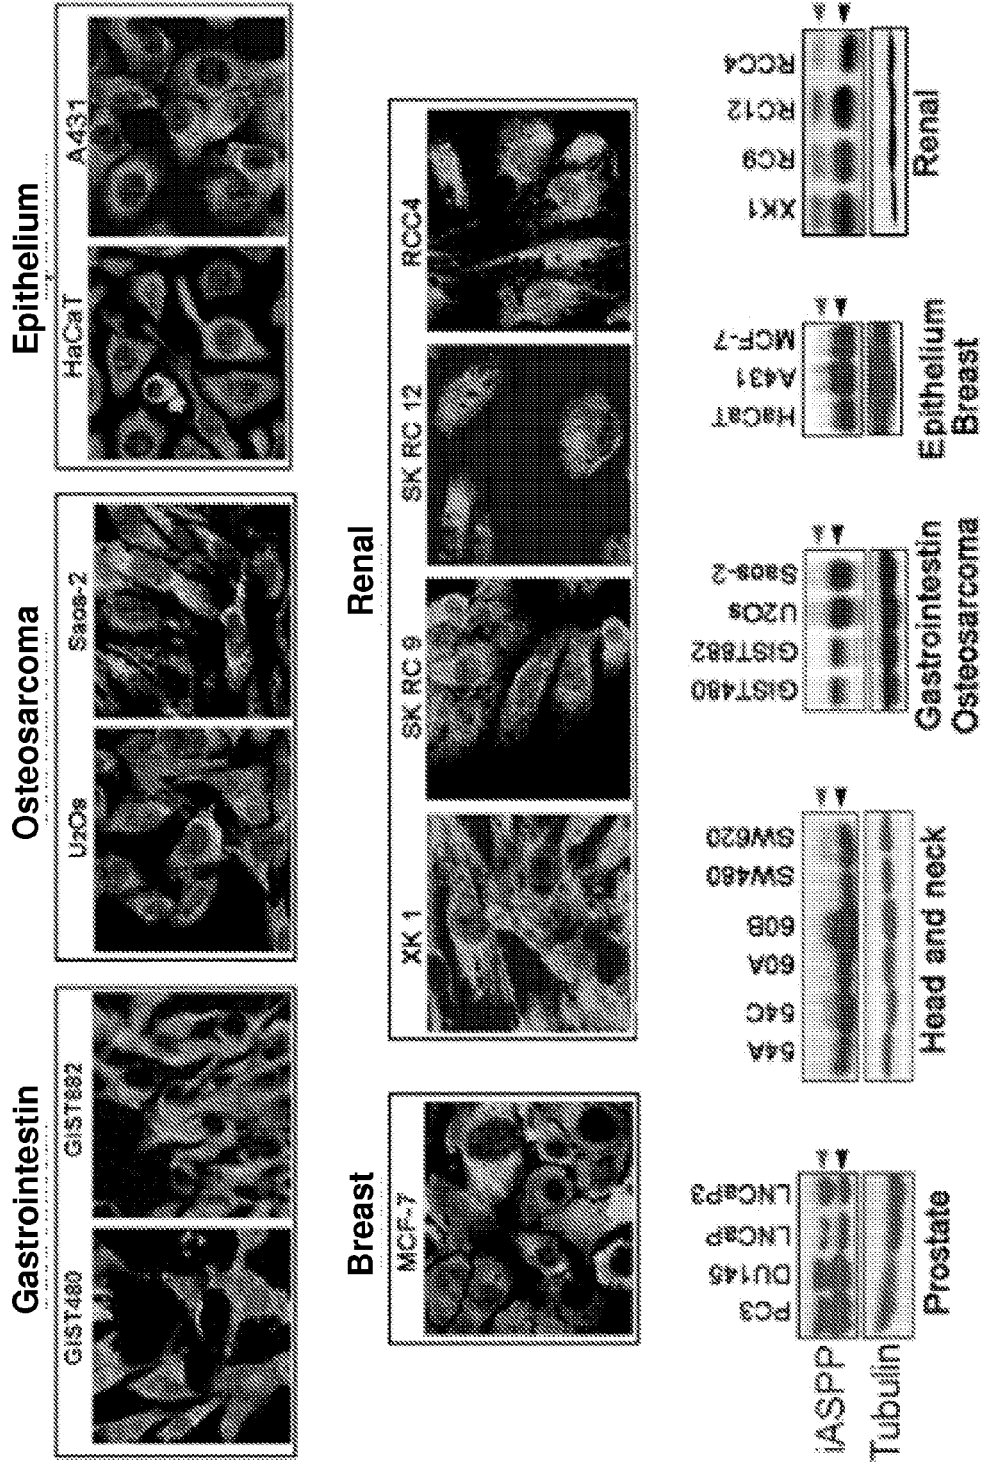 Gastrointestin Osteosarcoma Epithelium
GIST480 GIST882 U2Os Saos-2 HaCaT A431
Breast Renal
MCF-7 XK 1 SK RC 9 SK RC 12 RCC4
PC3
DU145
LNCaP
LNCaP3
54A
54C
60A
60B
SW480
SW620
GIST480
GIST882
U2Os
Saos-2
HaCaT
A431
MCF-7
XK1
RC9
RC12
RCC4
iASPP
Tubulin
Prostate
Head and neck
Gastrointestin
Osteosarcoma
Epithelium
Breast
Renal